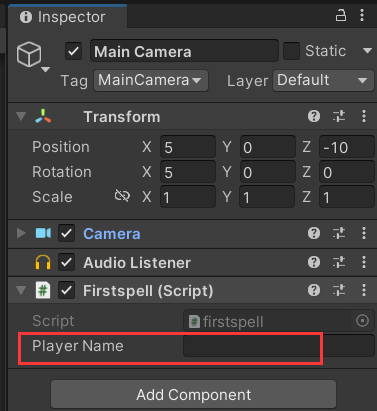 Inspector
Main Camera Static
Tag MainCamera Layer Default
Transform
Position X 5 Y 0 Z -10
Rotation X 5 Y 0 Z 0
Scale X 1 Y 1 Z 1
Camera
Audio Listener
# Firstspell (Script)
Script # firstspell
Player Name
Add Component